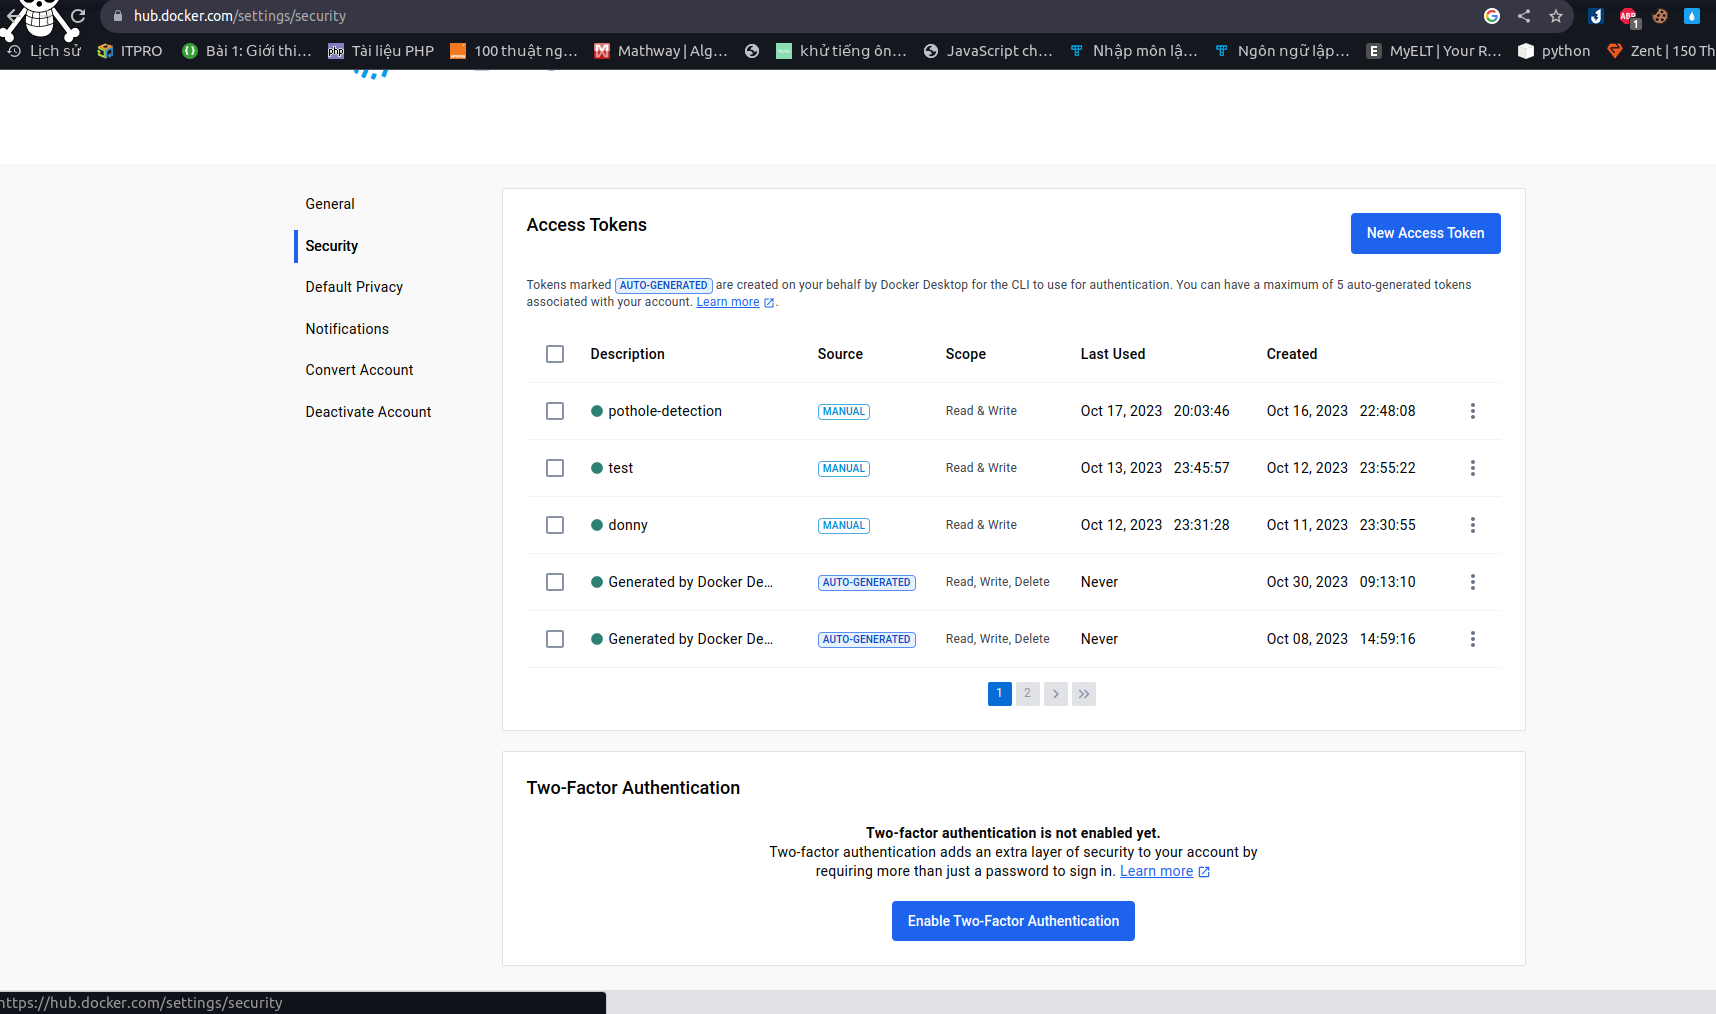 hub.docker.com/settings/security
ABP 1
Lịch sử ITPRO Bài 1: Giới thi... php Tài liệu PHP 100 thuật ng... Mathway | Alg... khử tiếng ồn... JavaScript ch... Nhập môn lậ... Ngôn ngữ lập... E MyELT | Your R... python Zent | 150 Th
General
Security
Default Privacy
Notifications
Convert Account
Deactivate Account
Access Tokens
New Access Token
Tokens marked AUTO-GENERATED are created on your behalf by Docker Desktop for the CLI to use for authentication. You can have a maximum of 5 auto-generated tokens
associated with your account. Learn more .
Description Source Scope Last Used Created
pothole-detection MANUAL Read & Write Oct 17, 2023 20:03:46 Oct 16, 2023 22:48:08
test MANUAL Read & Write Oct 13, 2023 23:45:57 Oct 12, 2023 23:55:22
donny MANUAL Read & Write Oct 12, 2023 23:31:28 Oct 11, 2023 23:30:55
Generated by Docker De... AUTO-GENERATED Read, Write, Delete Never Oct 30, 2023 09:13:10
Generated by Docker De... AUTO-GENERATED Read, Write, Delete Never Oct 08, 2023 14:59:16
1 2 > >>
Two-Factor Authentication
Two-factor authentication is not enabled yet.
Two-factor authentication adds an extra layer of security to your account by
requiring more than just a password to sign in. Learn more
Enable Two-Factor Authentication
https://hub.docker.com/settings/security